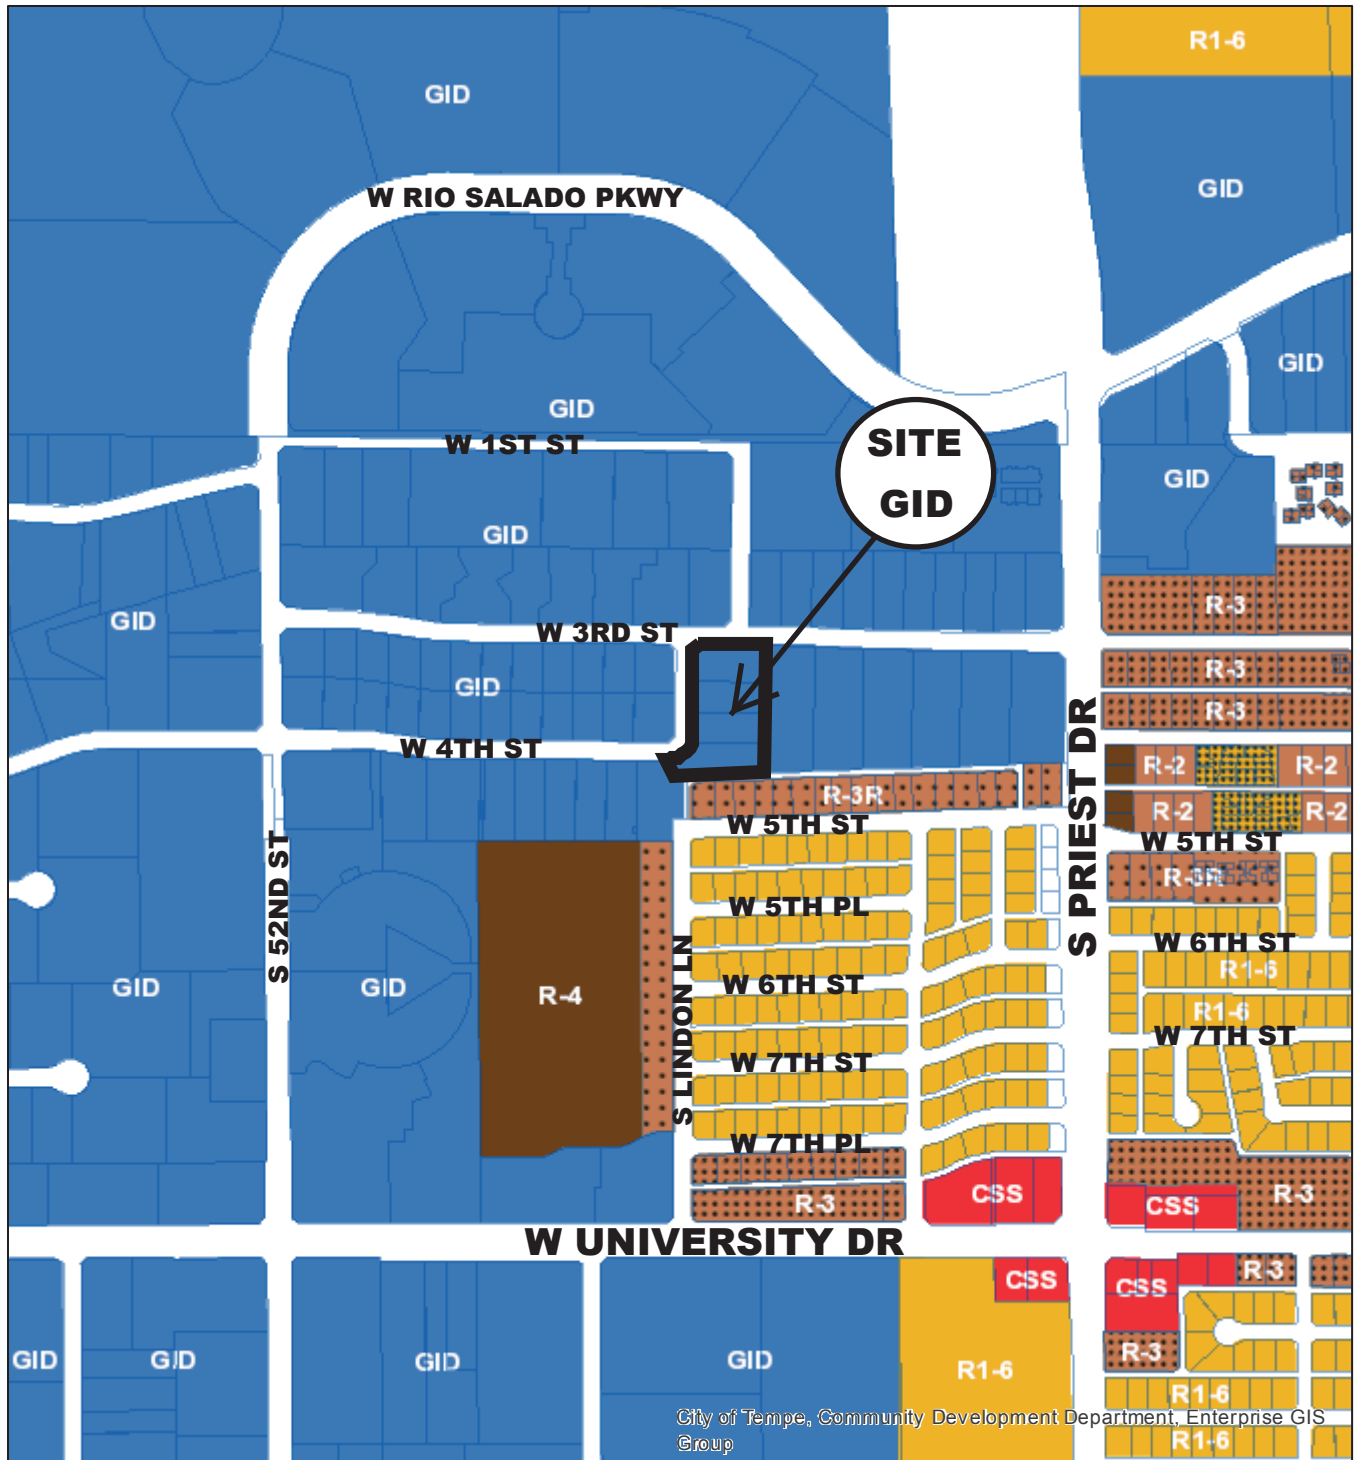 R1-6
GID
GID
W RIO SALADO PKWY
GID
GID
W 1ST ST
SITE
GID
GID
GID
GID
R-3
W 3RD ST
R-3
GID
R-3
W 4TH ST
S PRIEST DR
R-2
R-2
R-3R
R-2
R-2
W 5TH ST
W 5TH ST
S 52ND ST
R-3R
W 5TH PL
W 6TH ST
R1-6
GID
GID
R-4
W 6TH ST
S LINDON LN
R1-6
W 7TH ST
W 7TH ST
W 7TH PL
CSS
R-3
R-3
CSS
W UNIVERSITY DR
R-3
CSS
CSS
GID
GID
GID
GID
R-3
R1-6
R1-6
City of Tempe, Community Development Department, Enterprise GIS
Group
R1-6